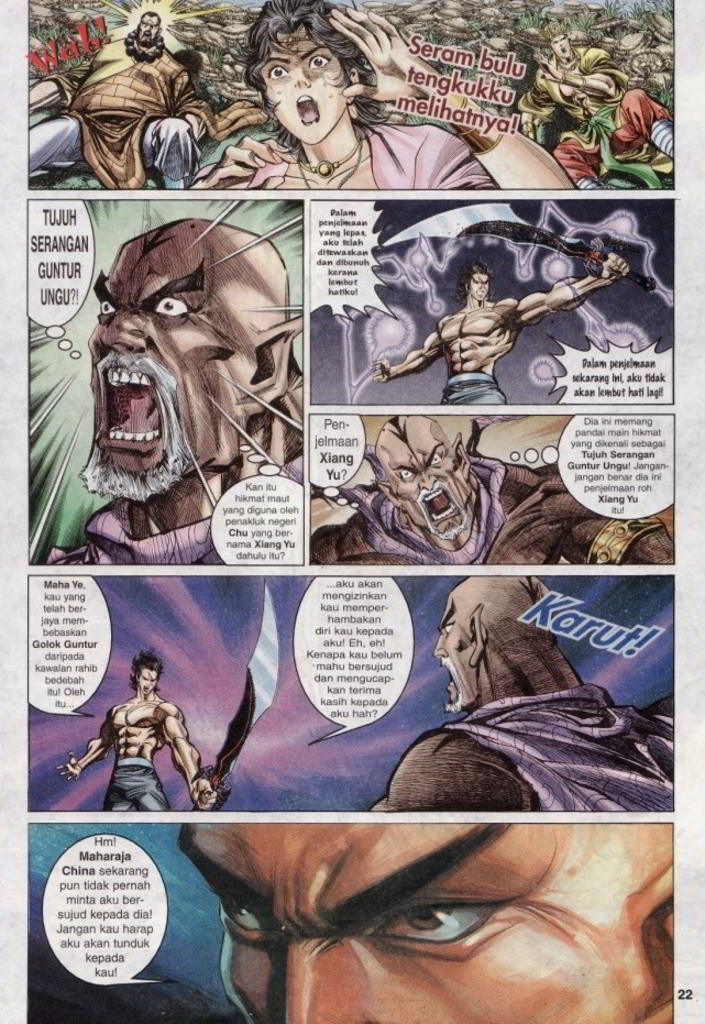 Wah!
Seram bulu
tengkukku
melihatnya!
TUJUH
SERANGAN
GUNTUR
UNGU?!
Kan itu
hikmat maut
yang diguna oleh
penakluk negeri
Chu yang ber-
nama Xiang Yu
dahulu itu?
Dalam
penjelmaan
yang lepas,
aku telah
ditewaskan
dan dibunuh
kerana
lembut
hatiku!
Dalam penjelmaan
sekarang ini, aku tidak
akan lembut hati lagi!
Pen-
jelmaan
Xiang
Yu?
Dia ini memang
pandai main hikmat
yang dikenali sebagai
Tujuh Serangan
Guntur Ungu! Jangan-
jangan benar dia ini
penjelmaan roh
Xiang Yu
itu!
Maha Ye,
kau yang
telah ber-
jaya mem-
bebaskan
Golok Guntur
daripada
kawalan rahib
bedebah
itu! Oleh
itu...
...aku akan
mengizinkan
kau memper-
hambakan
diri kau kepada
aku! Eh, eh!
Kenapa kau belum
mahu bersujud
dan mengucap-
kan terima
kasih kepada
aku hah?
Karut!
Hm!
Maharaja
China sekarang
pun tidak pernah
minta aku ber-
sujud kepada dia!
Jangan kau harap
aku akan tunduk
kepada
kau!
22